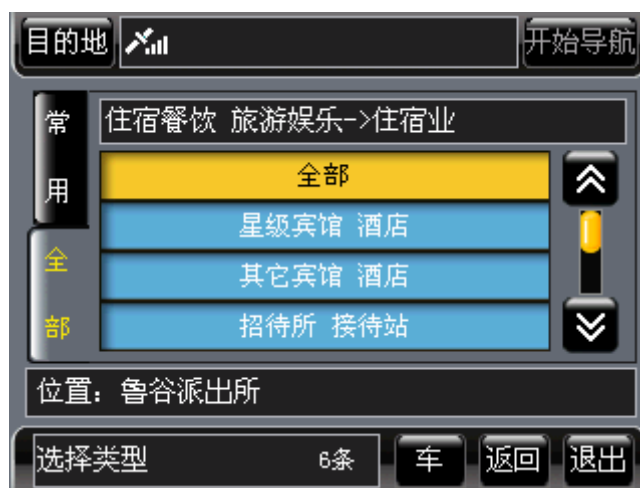 目的地 开始导航
常用 住宿餐饮 旅游娱乐->住宿业
全部
星级宾馆 酒店
全部 其它宾馆 酒店
招待所 接待站
位置：鲁谷派出所
选择类型 6条 车 返回 退出